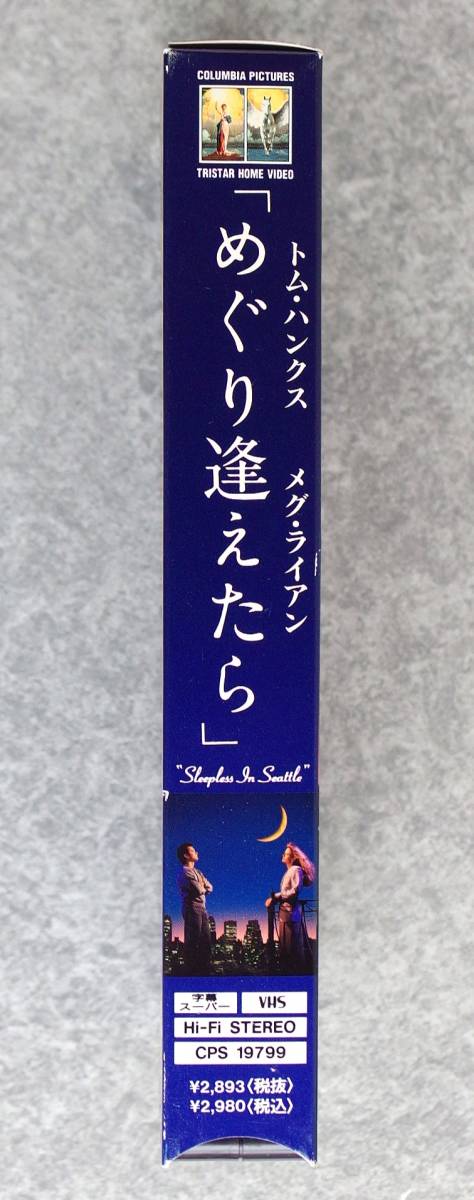 COLUMBIA PICTURES
TRISTAR HOME VIDEO
トム・ハンクス メグ・ライアン
「めぐり逢えたら」
"Sleepless In Seattle"
字幕
スーパー
VHS
Hi-Fi STEREO
CPS 19799
¥2,893〈税抜〉
¥2,980〈税込〉